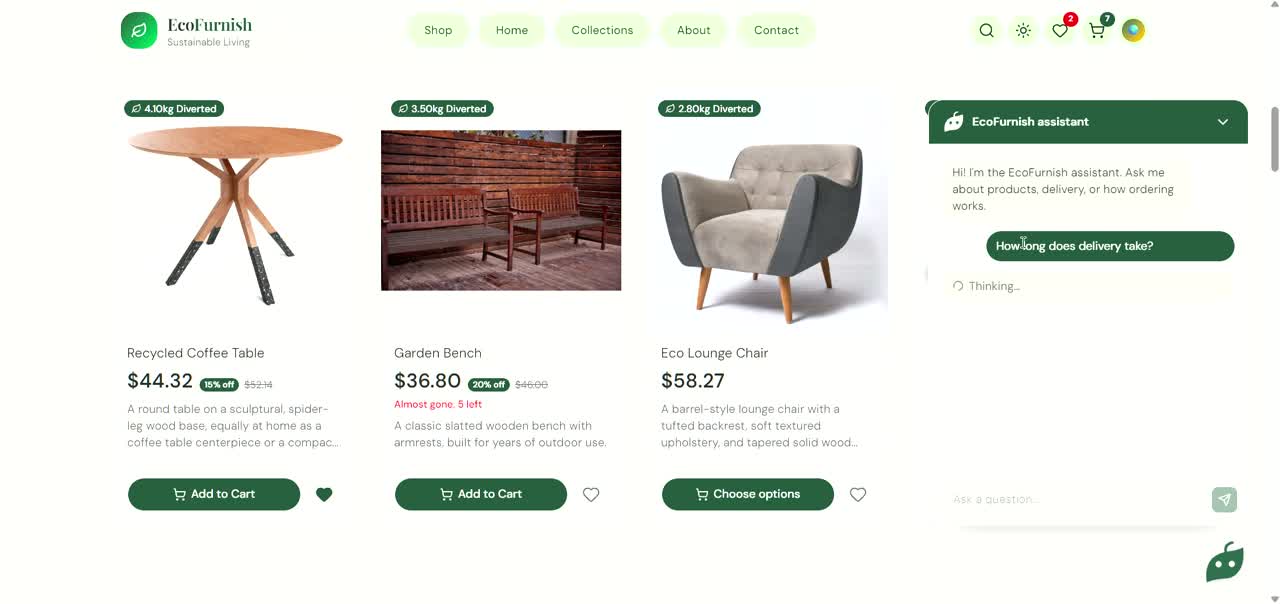 EcoFurnish
Sustainable Living
Shop
Home
Collections
About
Contact
2
7
4.10kg Diverted
3.50kg Diverted
2.80kg Diverted
Recycled Coffee Table
$44.32 15% off $52.14
A round table on a sculptural, spider-
leg wood base, equally at home as a
coffee table centerpiece or a compac...
Add to Cart
Garden Bench
$36.80 20% off $46.00
Almost gone. 5 left
A classic slatted wooden bench with
armrests, built for years of outdoor use.
Add to Cart
Eco Lounge Chair
$58.27
A barrel-style lounge chair with a
tufted backrest, soft textured
upholstery, and tapered solid wood...
Choose options
EcoFurnish assistant
Hi! I'm the EcoFurnish assistant. Ask me
about products, delivery, or how ordering
works.
How long does delivery take?
Thinking...
Ask a question...